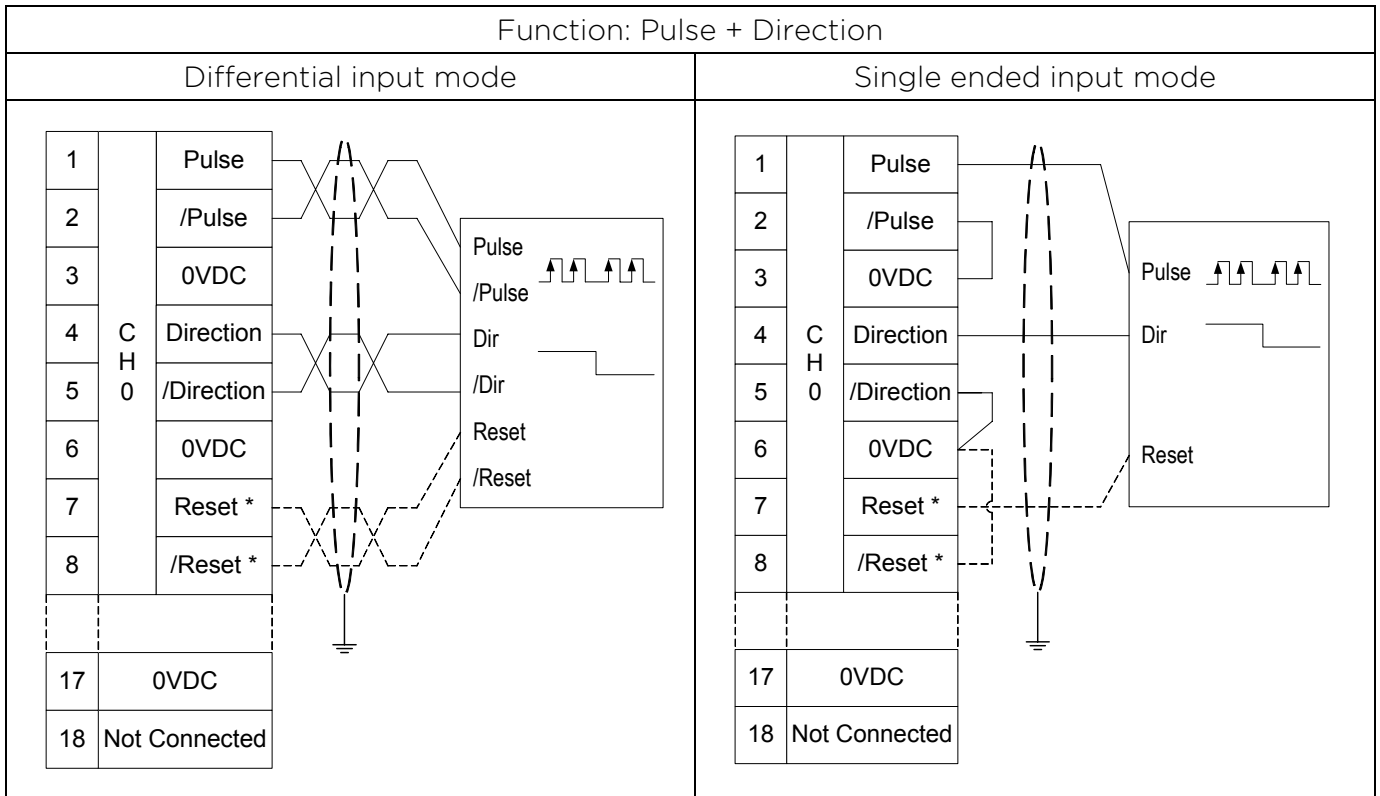 Function: Pulse + Direction
Differential input mode
Single ended input mode
1 Pulse
2 /Pulse
3 0VDC
4 Direction
5 /Direction
6 0VDC
7 Reset *
8 /Reset *
CH0
17 0VDC
18 Not Connected
Pulse
/Pulse
Dir
/Dir
Reset
/Reset
1 Pulse
2 /Pulse
3 0VDC
4 Direction
5 /Direction
6 0VDC
7 Reset *
8 /Reset *
CH0
17 0VDC
18 Not Connected
Pulse
Dir
Reset